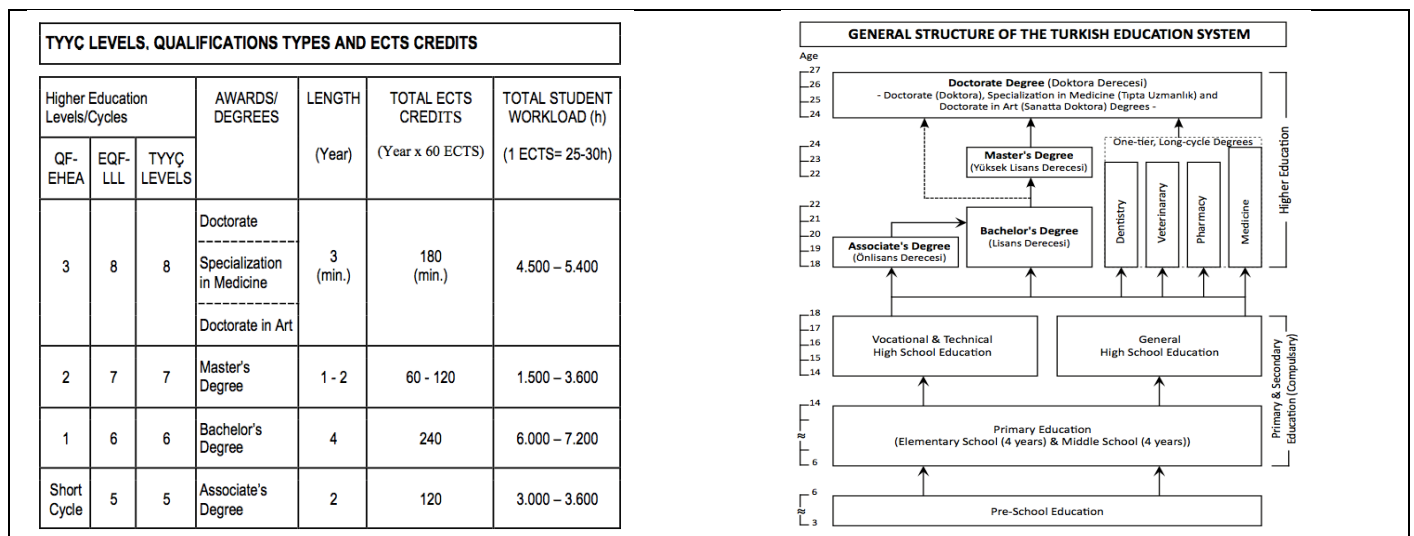 TYYÇ LEVELS, QUALIFICATIONS TYPES AND ECTS CREDITS
Higher Education
Levels/Cycles
AWARDS/
DEGREES
LENGTH
(Year)
TOTAL ECTS
CREDITS
(Year x 60 ECTS)
TOTAL STUDENT
WORKLOAD (h)
(1 ECTS= 25-30h)
QF-
EHEA
EQF-
LLL
TYYÇ
LEVELS
3
8
8
Doctorate
Specialization
in Medicine
Doctorate in Art
3
(min.)
180
(min.)
4.500 – 5.400
2
7
7
Master's
Degree
1 - 2
60 - 120
1.500 – 3.600
1
6
6
Bachelor's
Degree
4
240
6.000 – 7.200
Short
Cycle
5
5
Associate's
Degree
2
120
3.000 – 3.600
GENERAL STRUCTURE OF THE TURKISH EDUCATION SYSTEM
Age
27
26
25
24
Doctorate Degree (Doktora Derecesi)
- Doctorate (Doktora), Specialization in Medicine (Tıpta Uzmanlık) and
Doctorate in Art (Sanatta Doktora) Degrees -
24
23
22
Master's Degree
(Yüksek Lisans Derecesi)
One-tier, Long-cycle Degrees
22
21
20
19
18
Associate's Degree
(Önlisans Derecesi)
Bachelor's Degree
(Lisans Derecesi)
Dentistry
Veterinarary
Pharmacy
Medicine
Higher Education
18
17
16
15
14
Vocational & Technical
High School Education
General
High School Education
14
≈
6
Primary Education
(Elementary School (4 years) & Middle School (4 years))
Primary & Secondary
Education (Compulsary)
6
≈
3
Pre-School Education